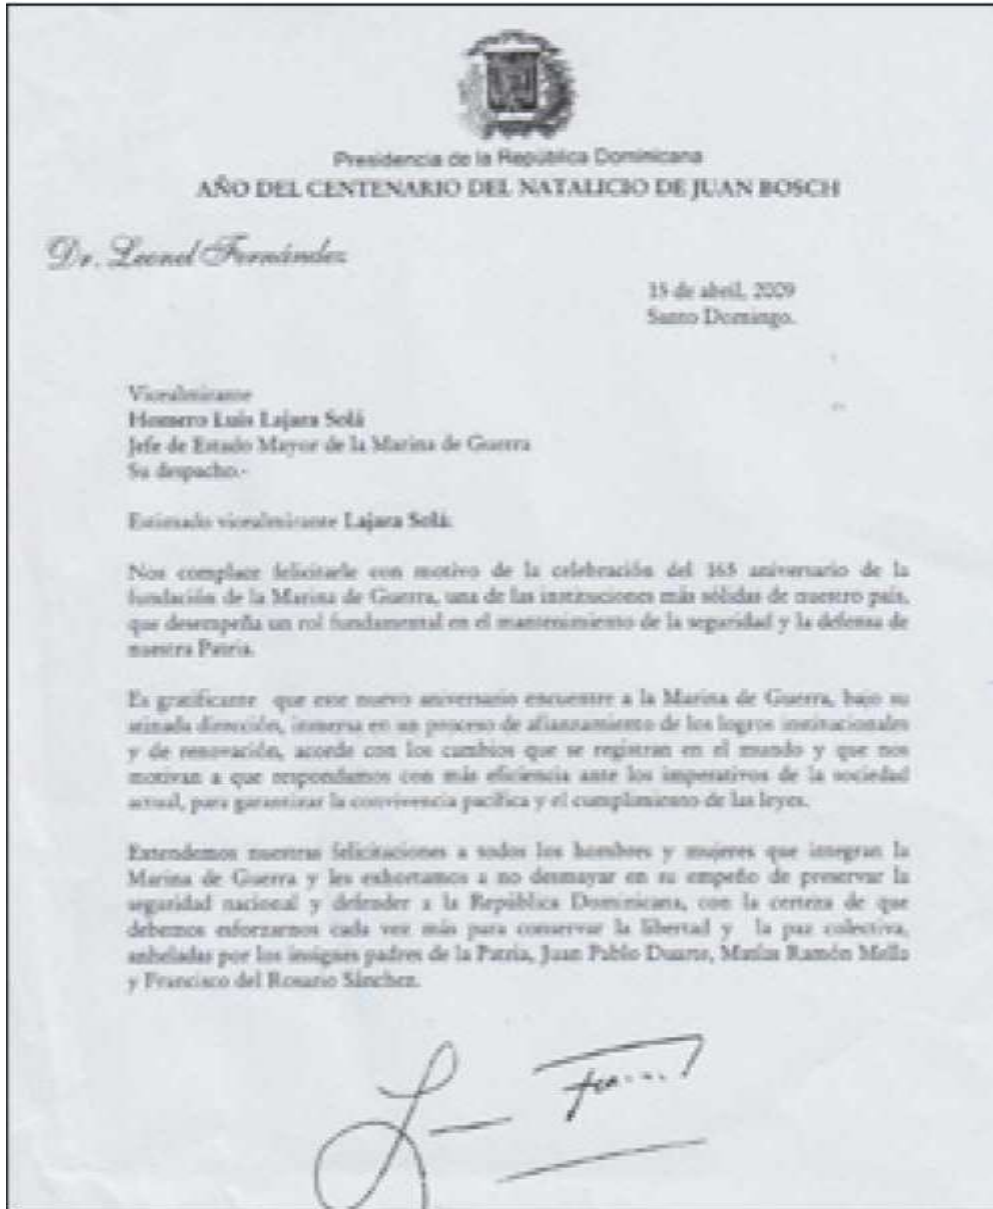 Presidencia de la República Dominicana
AÑO DEL CENTENARIO DEL NATALICIO DE JUAN BOSCH
Dr. Leonel Fernández
15 de abril, 2009
Santo Domingo.
Vicealmirante
Homero Luis Lajara Solá
Jefe de Estado Mayor de la Marina de Guerra
Su despacho.-
Estimado vicealmirante Lajara Solá:
Nos complace felicitarle con motivo de la celebración del 165 aniversario de la
fundación de la Marina de Guerra, una de las instituciones más sólidas de nuestro país,
que desempeña un rol fundamental en el mantenimiento de la seguridad y la defensa de
nuestra Patria.
Es gratificante que este nuevo aniversario encuentre a la Marina de Guerra, bajo su
atinada dirección, inmersa en un proceso de afianzamiento de los logros institucionales
y de renovación, acorde con los cambios que se registran en el mundo y que nos
motivan a que respondamos con más eficiencia ante los imperativos de la sociedad
actual, para garantizar la convivencia pacífica y el cumplimiento de las leyes.
Extendemos nuestras felicitaciones a todos los hombres y mujeres que integran la
Marina de Guerra y les exhortamos a no desmayar en su empeño de preservar la
seguridad nacional y defender a la República Dominicana, con la certeza de que
debemos esforzarnos cada vez más para conservar la libertad y la paz colectiva,
anheladas por los insignes padres de la Patria, Juan Pablo Duarte, Matías Ramón Mella
y Francisco del Rosario Sánchez.